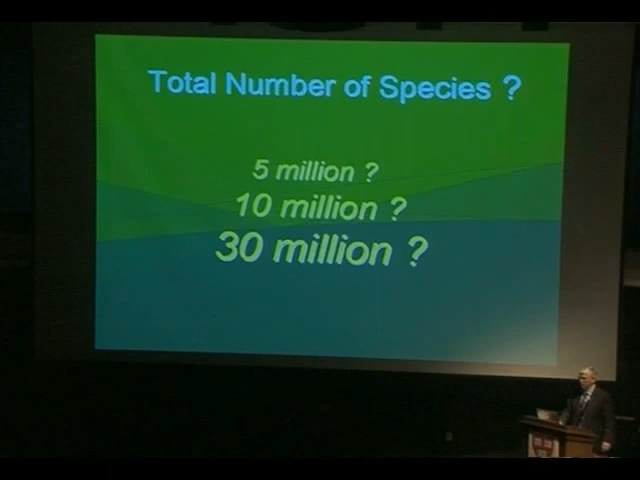 Total Number of Species ?
5 million ?
10 million ?
30 million ?